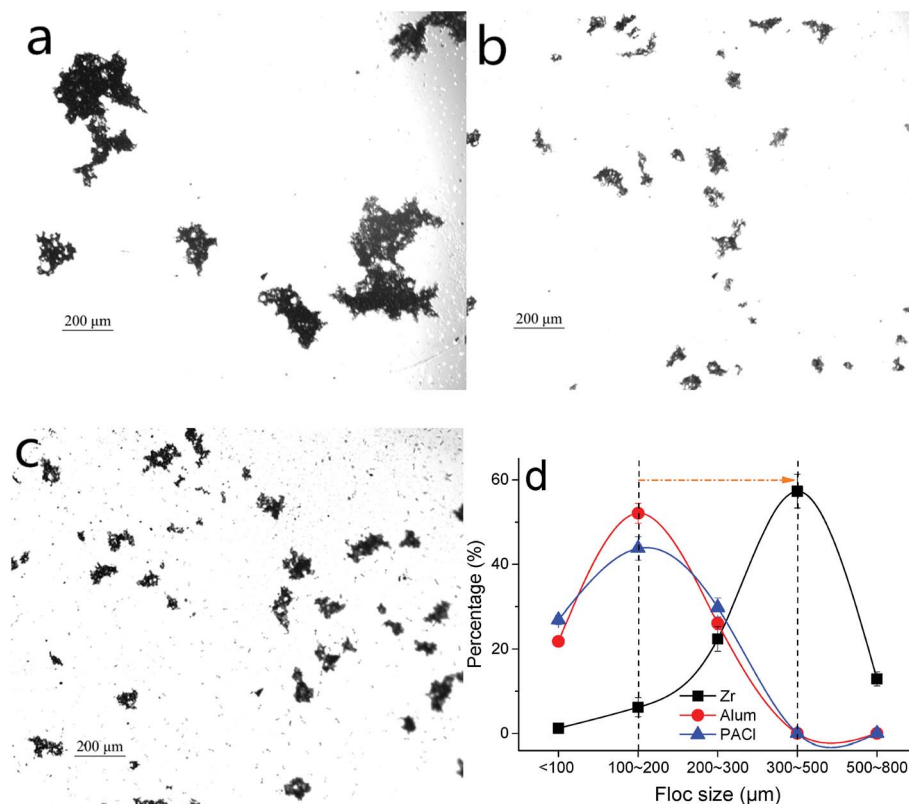 a
b
200 μm
200 μm
c
200 μm
d
60
40
20
0
Percentage (%)
Zr
Alum
PACl
<100
100~200
200~300
300~500
500~800
Floc size (μm)